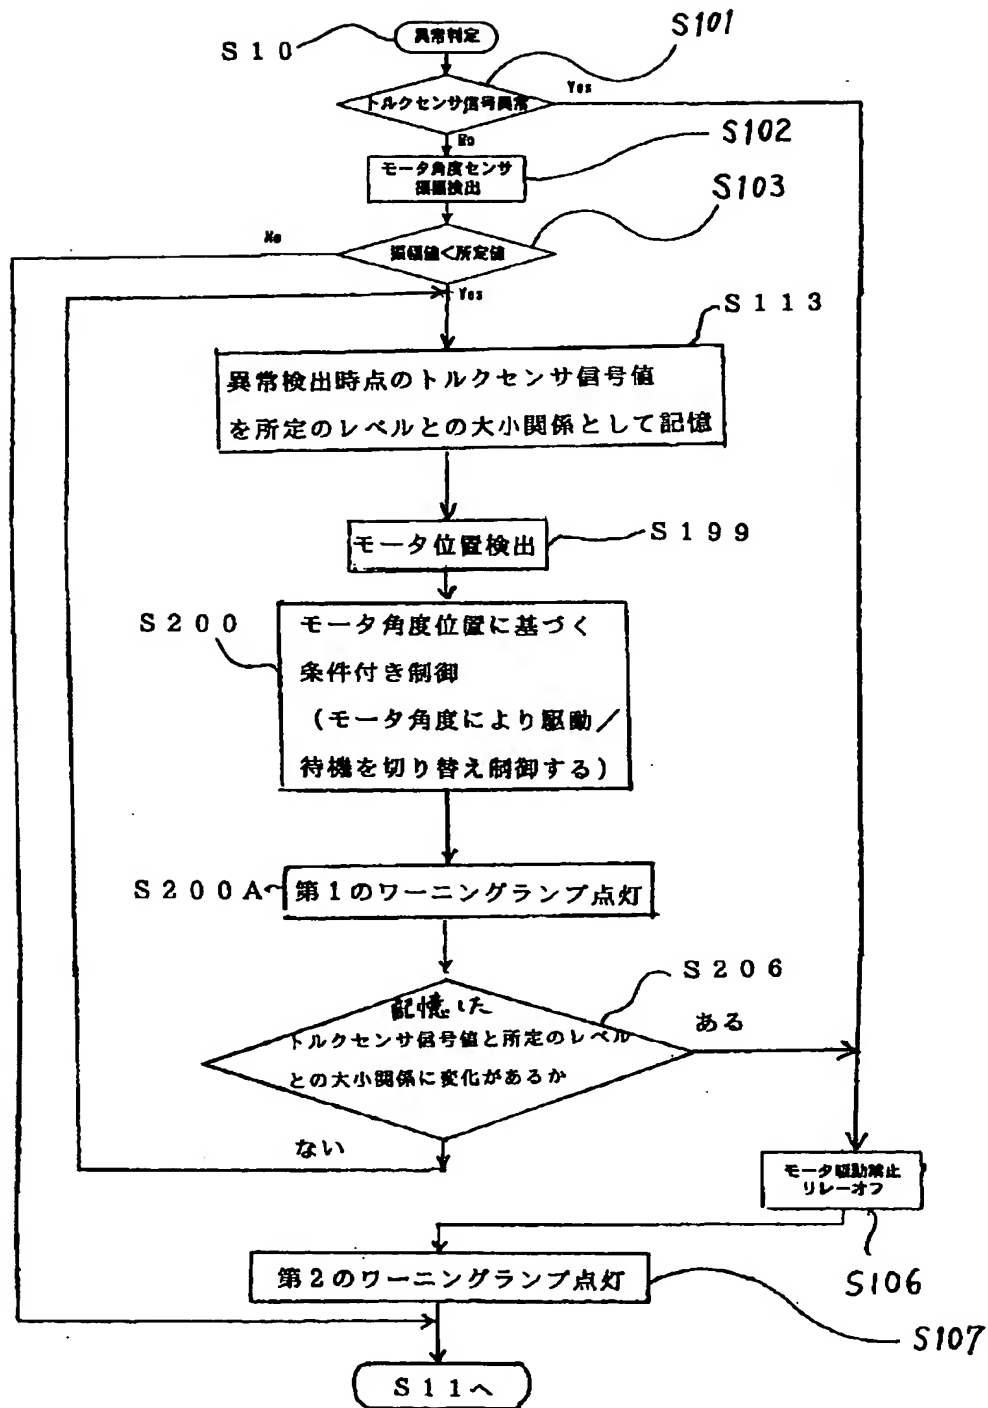 S10
異常判定
S101
トルクセンサ信号異常
Yes
No
S102
モータ角度センサ
振幅検出
S103
No
振幅値<所定値
Yes
S113
異常検出時点のトルクセンサ信号値
を所定のレベルとの大小関係として記憶
モータ位置検出
S199
S200
モータ角度位置に基づく
条件付き制御
(モータ角度により駆動/
待機を切り替え制御する)
S200A
第1のワーニングランプ点灯
S206
記憶した
トルクセンサ信号値と所定のレベル
との大小関係に変化があるか
ある
ない
モータ駆動禁止
リレーオフ
S106
第2のワーニングランプ点灯
S107
S11へ